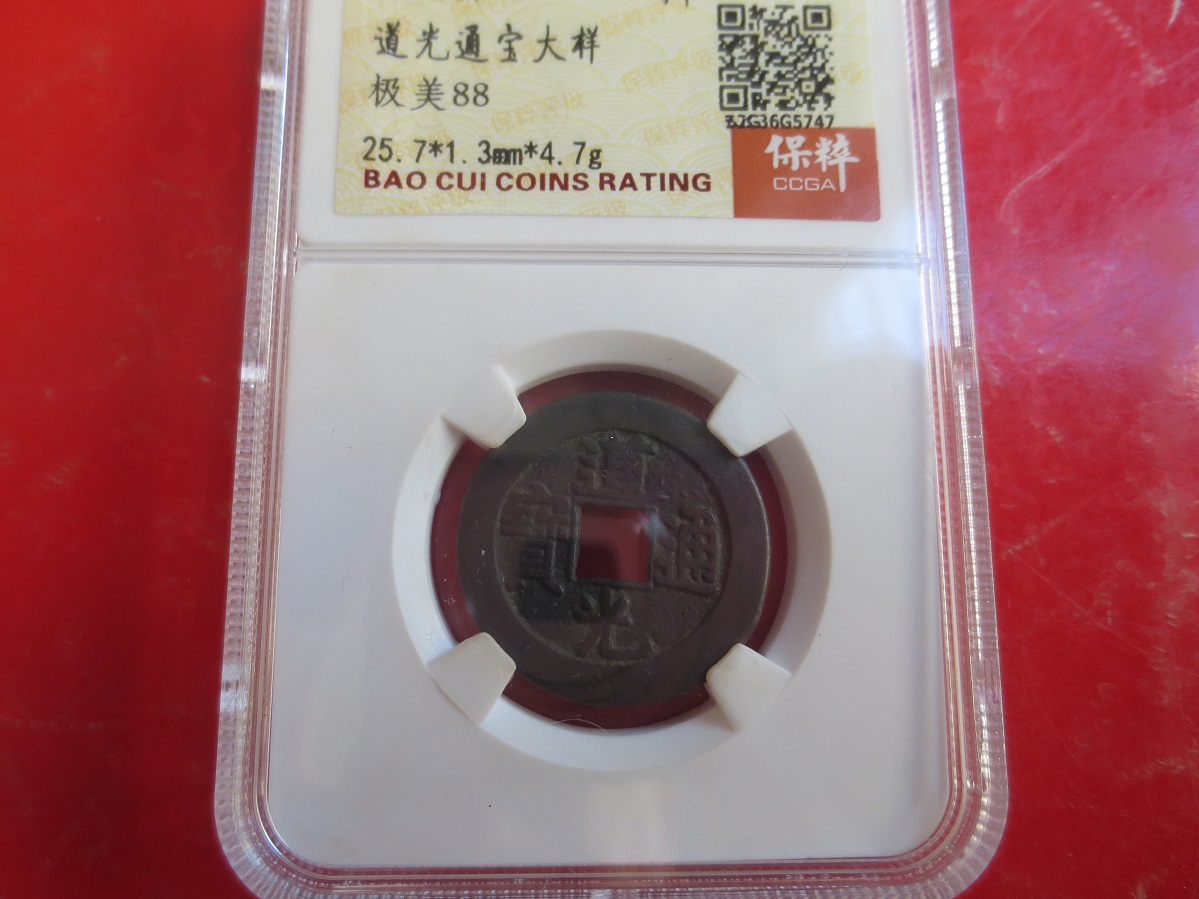 道光通宝大样
极美88
25.7*1.3mm*4.7g
BAO CUI COINS RATING
保粹
CCGA
道光通寶